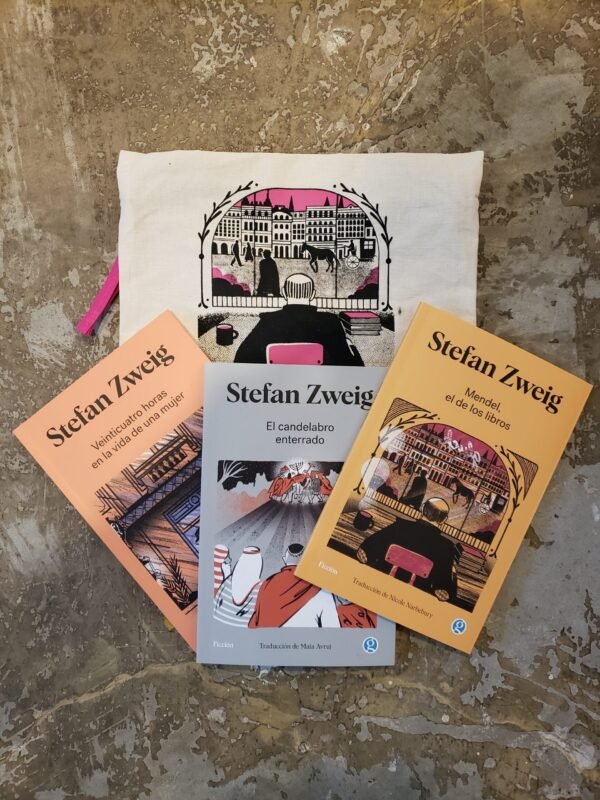 Stefan Zweig
Veinticuatro horas
en la vida de una mujer
Stefan Zweig
El candelabro
enterrado
Ficción
Traducción de Maia Avruj
g
Stefan Zweig
Mendel,
el de los libros
Ficción
Traducción de Nicole Narbebury
g